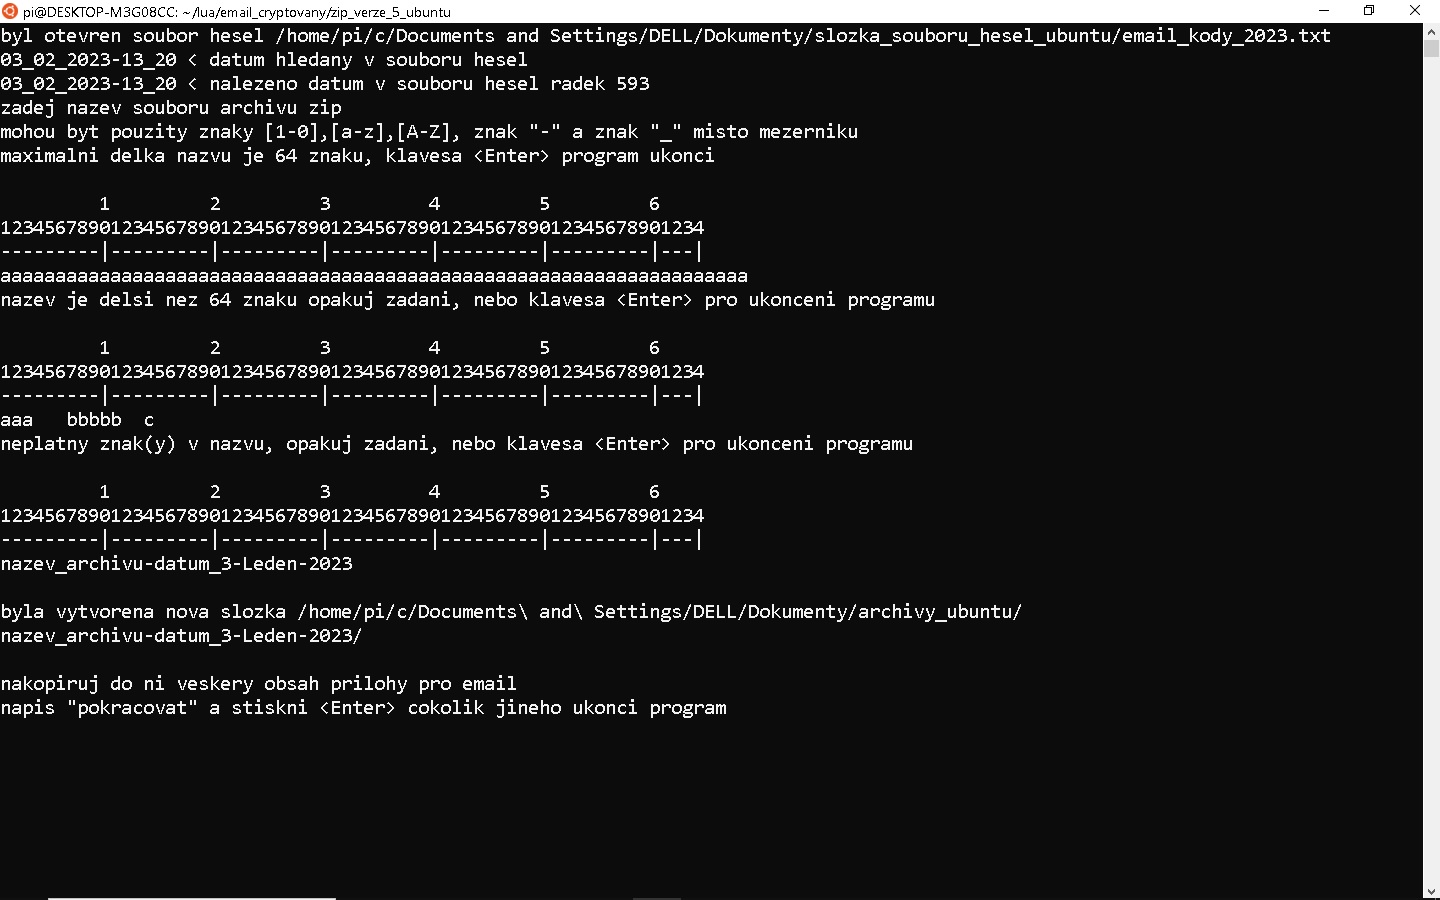 pi@DESKTOP-M3G08CC: ~/lua/email_cryptovany/zip_verze_5_ubuntu
byl otevren soubor hesel /home/pi/c/Documents and Settings/DELL/Dokumenty/slozka_souboru_hesel_ubuntu/email_kody_2023.txt
03_02_2023-13_20 < datum hledany v souboru hesel
03_02_2023-13_20 < nalezeno datum v souboru hesel radek 593
zadej nazev souboru archivu zip
mohou byt pouzity znaky [1-0],[a-z],[A-Z], znak "-" a znak "_" misto mezerniku
maximalni delka nazvu je 64 znaku, klavesa <Enter> program ukonci
         1         2         3         4         5         6
1234567890123456789012345678901234567890123456789012345678901234
---------|---------|---------|---------|---------|---------|---|
aaaaaaaaaaaaaaaaaaaaaaaaaaaaaaaaaaaaaaaaaaaaaaaaaaaaaaaaaaaaaaaaaaaa
nazev je delsi nez 64 znaku opakuj zadani, nebo klavesa <Enter> pro ukonceni programu
         1         2         3         4         5         6
1234567890123456789012345678901234567890123456789012345678901234
---------|---------|---------|---------|---------|---------|---|
aaa   bbbbb  c
neplatny znak(y) v nazvu, opakuj zadani, nebo klavesa <Enter> pro ukonceni programu
         1         2         3         4         5         6
1234567890123456789012345678901234567890123456789012345678901234
---------|---------|---------|---------|---------|---------|---|
nazev_archivu-datum_3-Leden-2023
byla vytvorena nova slozka /home/pi/c/Documents\ and\ Settings/DELL/Dokumenty/archivy_ubuntu/
nazev_archivu-datum_3-Leden-2023/
nakopiruj do ni veskery obsah prilohy pro email
napis "pokracovat" a stiskni <Enter> cokolik jineho ukonci program